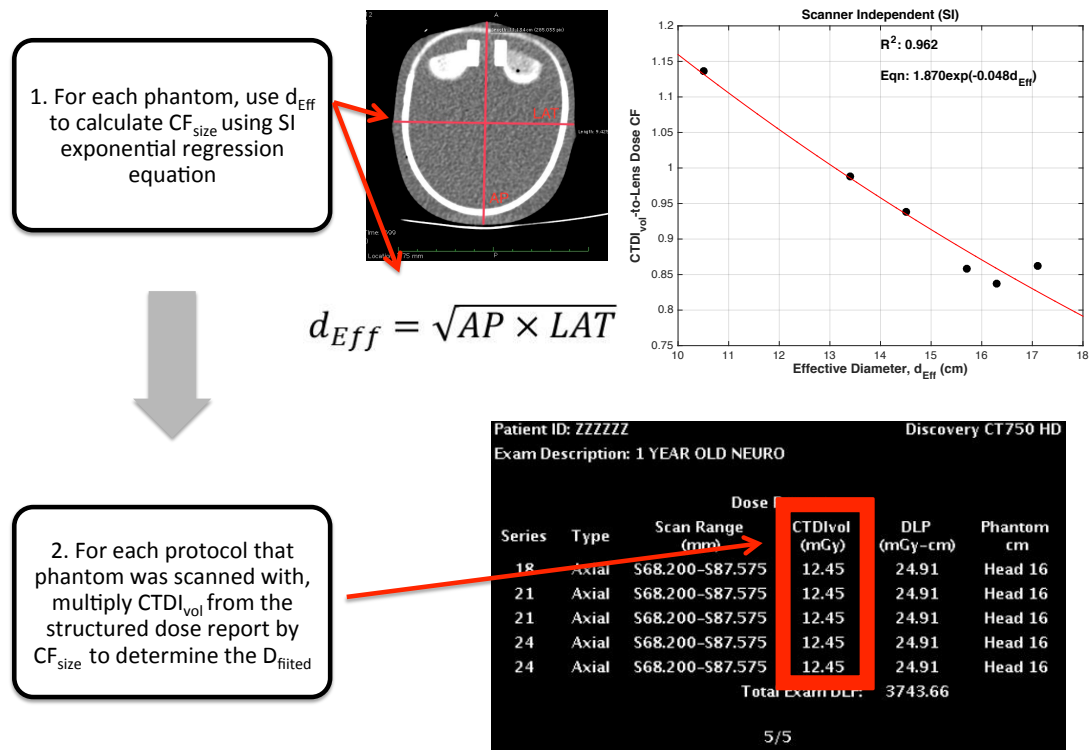 1. For each phantom, use dEff
to calculate CFsize using SI
exponential regression
equation
A
LAT
AP
P
dEff = √AP × LAT
Scanner Independent (SI)
R2: 0.962
Eqn: 1.870exp(-0.048dEff)
CTDIvol-to-Lens Dose CF
1.15
1.1
1.05
1
0.95
0.9
0.85
0.8
0.75
10 11 12 13 14 15 16 17 18
Effective Diameter, dEff (cm)
2. For each protocol that
phantom was scanned with,
multiply CTDIvol from the
structured dose report by
CFsize to determine the Dfiited
Patient ID: ZZZZZZ Discovery CT750 HD
Exam Description: 1 YEAR OLD NEURO
Dose
Series Type Scan Range (mm) CTDIvol (mGy) DLP (mGy-cm) Phantom cm
18 Axial S68.200-S87.575 12.45 24.91 Head 16
21 Axial S68.200-S87.575 12.45 24.91 Head 16
21 Axial S68.200-S87.575 12.45 24.91 Head 16
24 Axial S68.200-S87.575 12.45 24.91 Head 16
24 Axial S68.200-S87.575 12.45 24.91 Head 16
Total Exam DLP: 3743.66
5/5